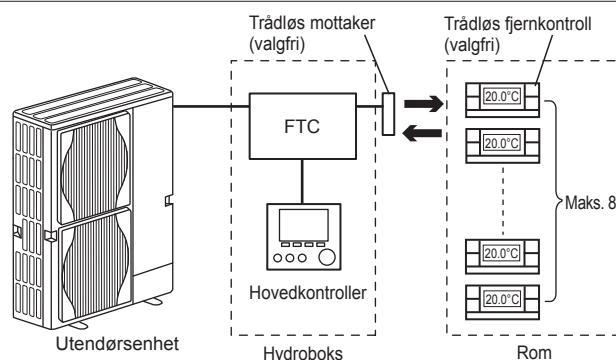 Trådløs mottaker
(valgfri)
Trådløs fjernkontroll
(valgfri)
20.0°C
FTC
20.0°C
Maks. 8
20.0°C
Hovedkontroller
20.0°C
Utendørsenhet
Hydroboks
Rom